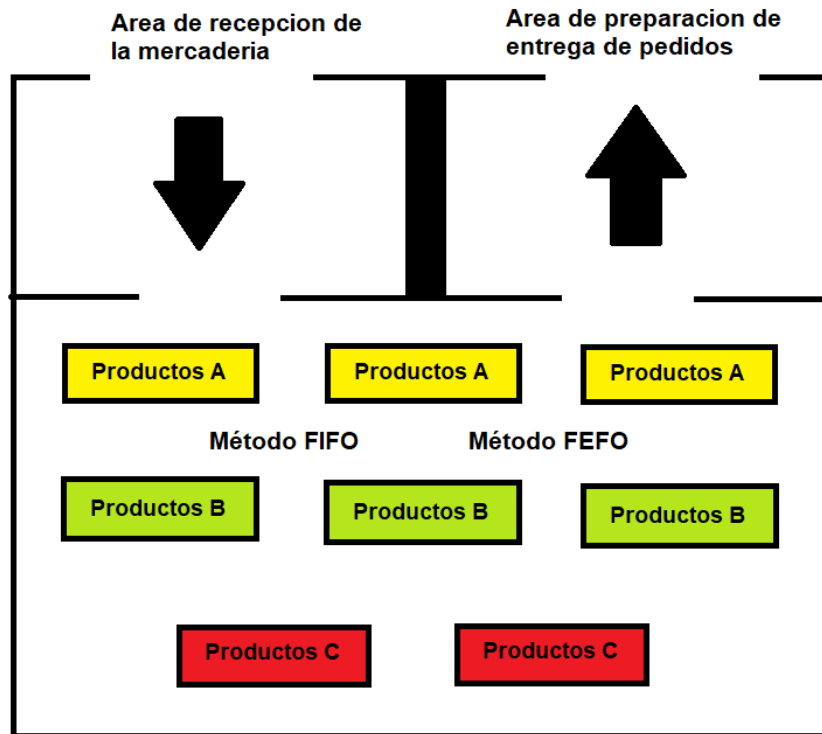 Area de recepcion de
la mercaderia
Area de preparacion de
entrega de pedidos
Productos A
Productos A
Productos A
Método FIFO
Método FEFO
Productos B
Productos B
Productos B
Productos C
Productos C